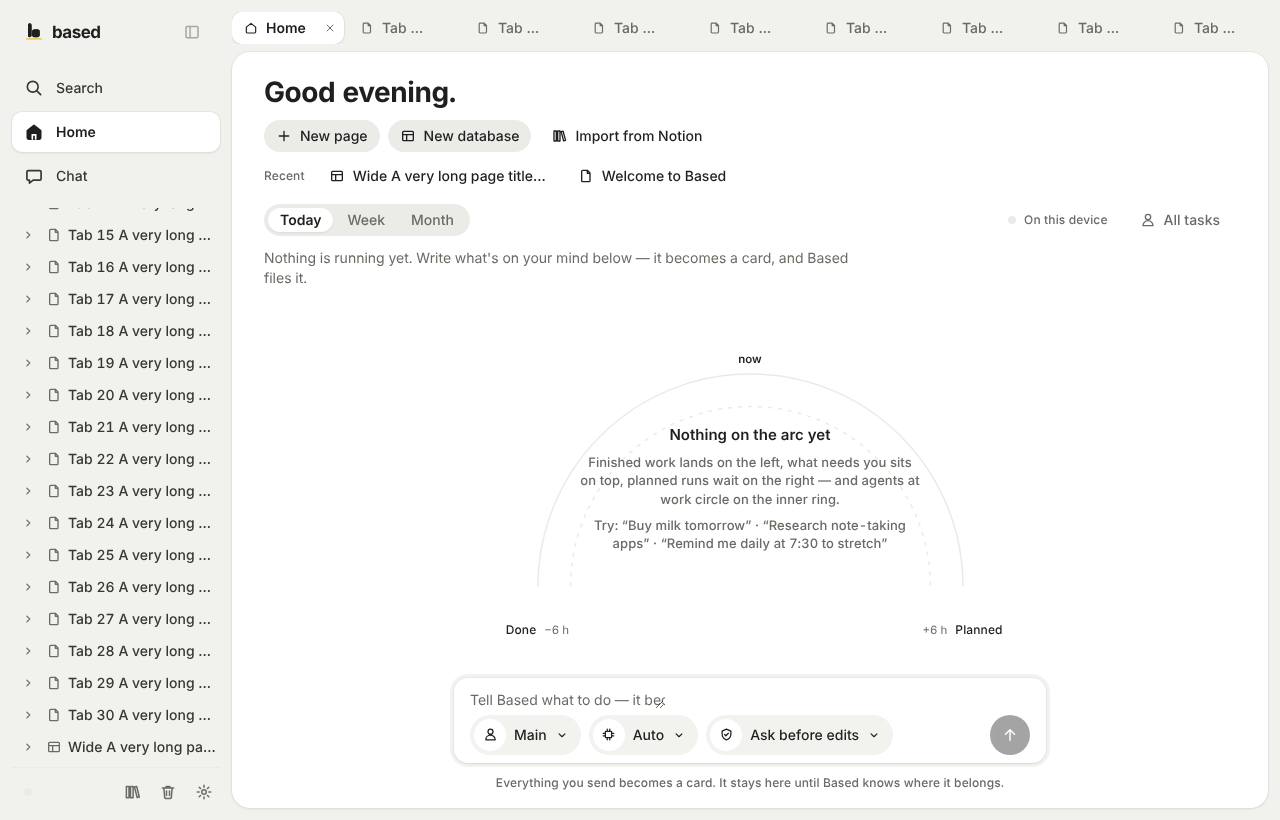 based
Search
Home
Chat
Tab 15 A very long ...
Tab 16 A very long ...
Tab 17 A very long ...
Tab 18 A very long ...
Tab 19 A very long ...
Tab 20 A very long ...
Tab 21 A very long ...
Tab 22 A very long ...
Tab 23 A very long ...
Tab 24 A very long ...
Tab 25 A very long ...
Tab 26 A very long ...
Tab 27 A very long ...
Tab 28 A very long ...
Tab 29 A very long ...
Tab 30 A very long ...
Wide A very long pa...
Home Tab ... Tab ... Tab ... Tab ... Tab ... Tab ... Tab ... Tab ...
Good evening.
New page New database Import from Notion
Recent Wide A very long page title... Welcome to Based
Today Week Month On this device All tasks
Nothing is running yet. Write what's on your mind below — it becomes a card, and Based
files it.
now
Nothing on the arc yet
Finished work lands on the left, what needs you sits
on top, planned runs wait on the right — and agents at
work circle on the inner ring.
Try: “Buy milk tomorrow” · “Research note-taking
apps” · “Remind me daily at 7:30 to stretch”
Done −6 h +6 h Planned
Tell Based what to do — it bec
Main Auto Ask before edits
Everything you send becomes a card. It stays here until Based knows where it belongs.